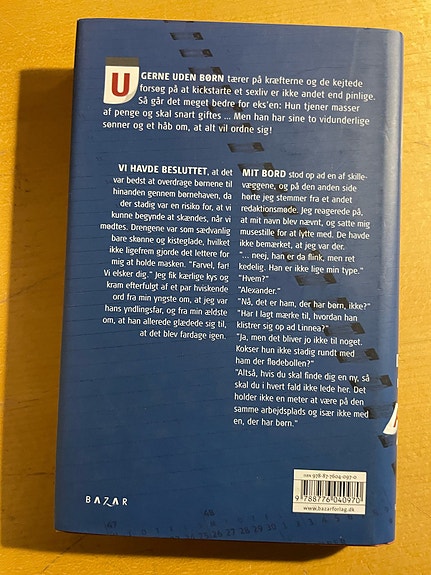 UGERNE UDEN BØRN tærer på kræfterne og de kejtede
forsøg på at kickstarte et sexliv er ikke andet end pinlige.
Så går det meget bedre for eks'en: Hun tjener masser
af penge og skal snart giftes ... Men han har sine to vidunderlige
sønner og et håb om, at alt vil ordne sig!
VI HAVDE BESLUTTET, at det
var bedst at overdrage børnene til
hinanden gennem børnehaven, da
der stadig var en risiko for, at vi
kunne begynde at skændes, når vi
mødtes. Drengene var som sædvanlig
bare skønne og kisteglade, hvilket
ikke ligefrem gjorde det lettere for
mig at holde masken. "Farvel, far!
Vi elsker dig." Jeg fik kærlige kys og
kram efterfulgt af et par hviskende
ord fra min yngste om, at jeg var
hans yndlingsfar, og fra min ældste
om, at han allerede glædede sig til,
at det blev fardage igen.
MIT BORD stod op ad en af skille-
væggene, og på den anden side
hørte jeg stemmer fra et andet
redaktionsmøde. Jeg reagerede på,
at mit navn blev nævnt, og satte mig
musestille for at lytte med. De havde
ikke bemærket, at jeg var der.
"... neej, han er da flink, men ret
kedelig. Han er ikke lige min type."
"Hvem?"
"Alexander."
"Nå, det er ham, der har børn, ikke?"
"Har I lagt mærke til, hvordan han
klistrer sig op ad Linnea?"
"Ja, men det bliver jo ikke til noget.
Kokser hun ikke stadig rundt med
ham der flødebollen?"
"Altså, hvis du skal finde dig en ny, så
skal du i hvert fald ikke lede her. Det
holder ikke en meter at være på den
samme arbejdsplads og især ikke med
en, der har børn."
ISBN 978-87-7604-097-0
9 788776 040970
www.bazarforlag.dk
BAZAR